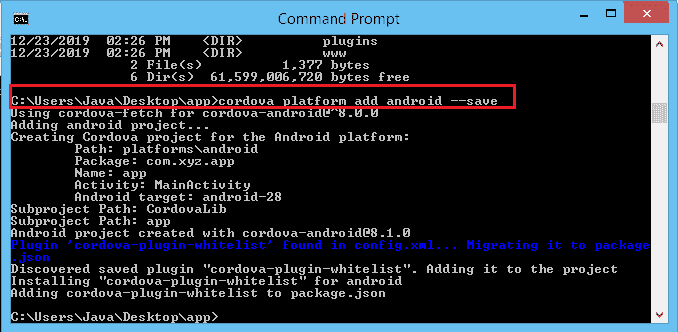 Command Prompt
C:\.
12/23/2019  02:26 PM    <DIR>          plugins
12/23/2019  02:26 PM    <DIR>          www
               2 File(s)          1,377 bytes
               6 Dir(s)  61,599,006,720 bytes free
C:\Users\Java\Desktop\app>cordova platform add android --save
Using cordova-fetch for cordova-android@^8.0.0
Adding android project...
Creating Cordova project for the Android platform:
        Path: platforms\android
        Package: com.xyz.app
        Name: app
        Activity: MainActivity
        Android target: android-28
Subproject Path: CordovaLib
Subproject Path: app
Android project created with cordova-android@8.1.0
Plugin 'cordova-plugin-whitelist' found in config.xml... Migrating it to package
.json
Discovered saved plugin "cordova-plugin-whitelist". Adding it to the project
Installing "cordova-plugin-whitelist" for android
Adding cordova-plugin-whitelist to package.json
C:\Users\Java\Desktop\app>